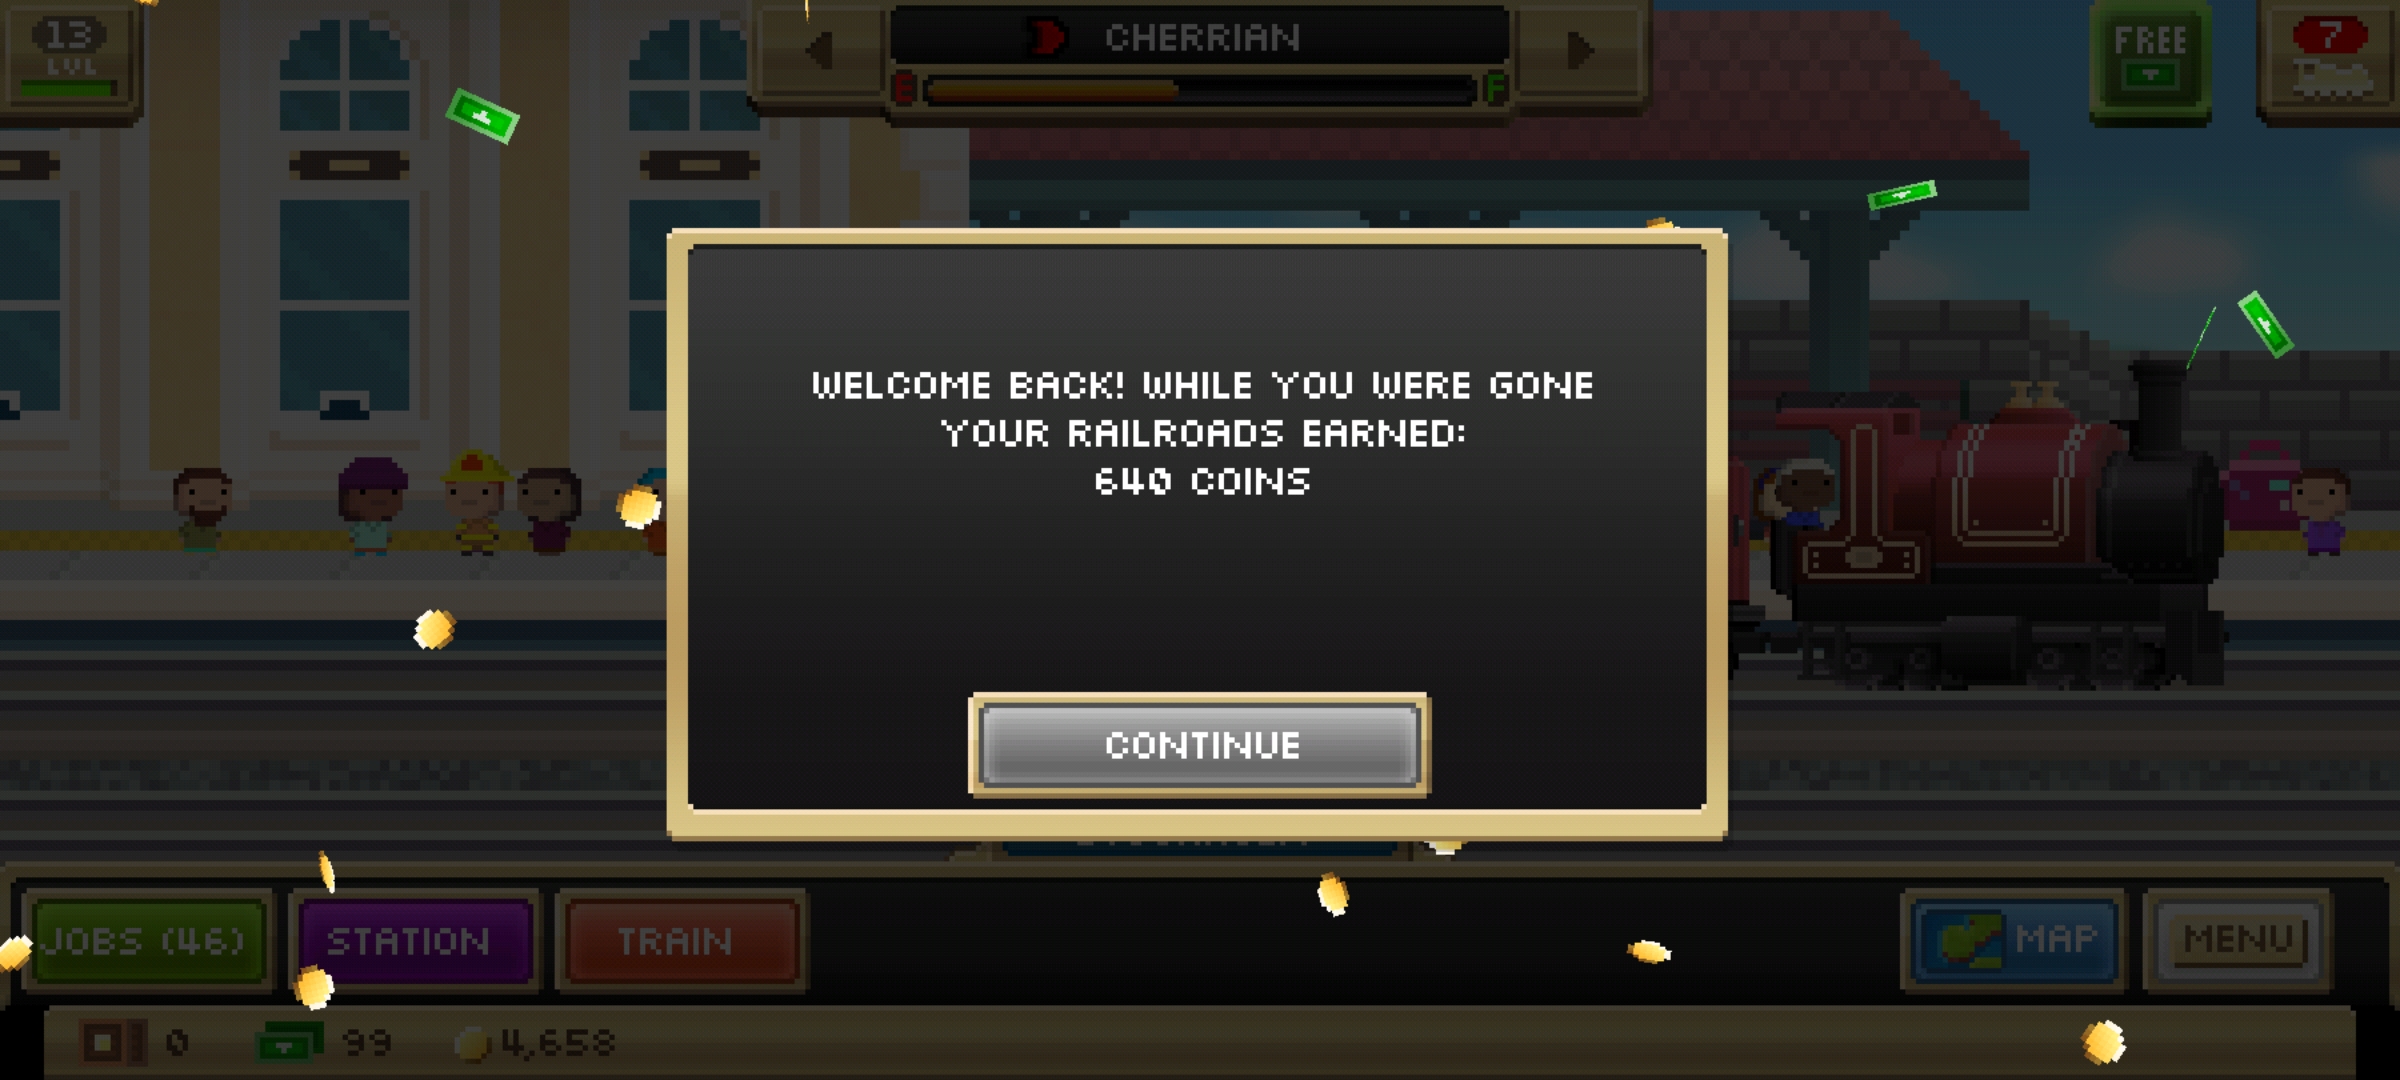 13
LVL
CHERRIAN
E
F
FREE
7
WELCOME BACK! WHILE YOU WERE GONE
YOUR RAILROADS EARNED:
640 COINS
CONTINUE
JOBS (46)
STATION
TRAIN
MAP
MENU
0
99
4,658